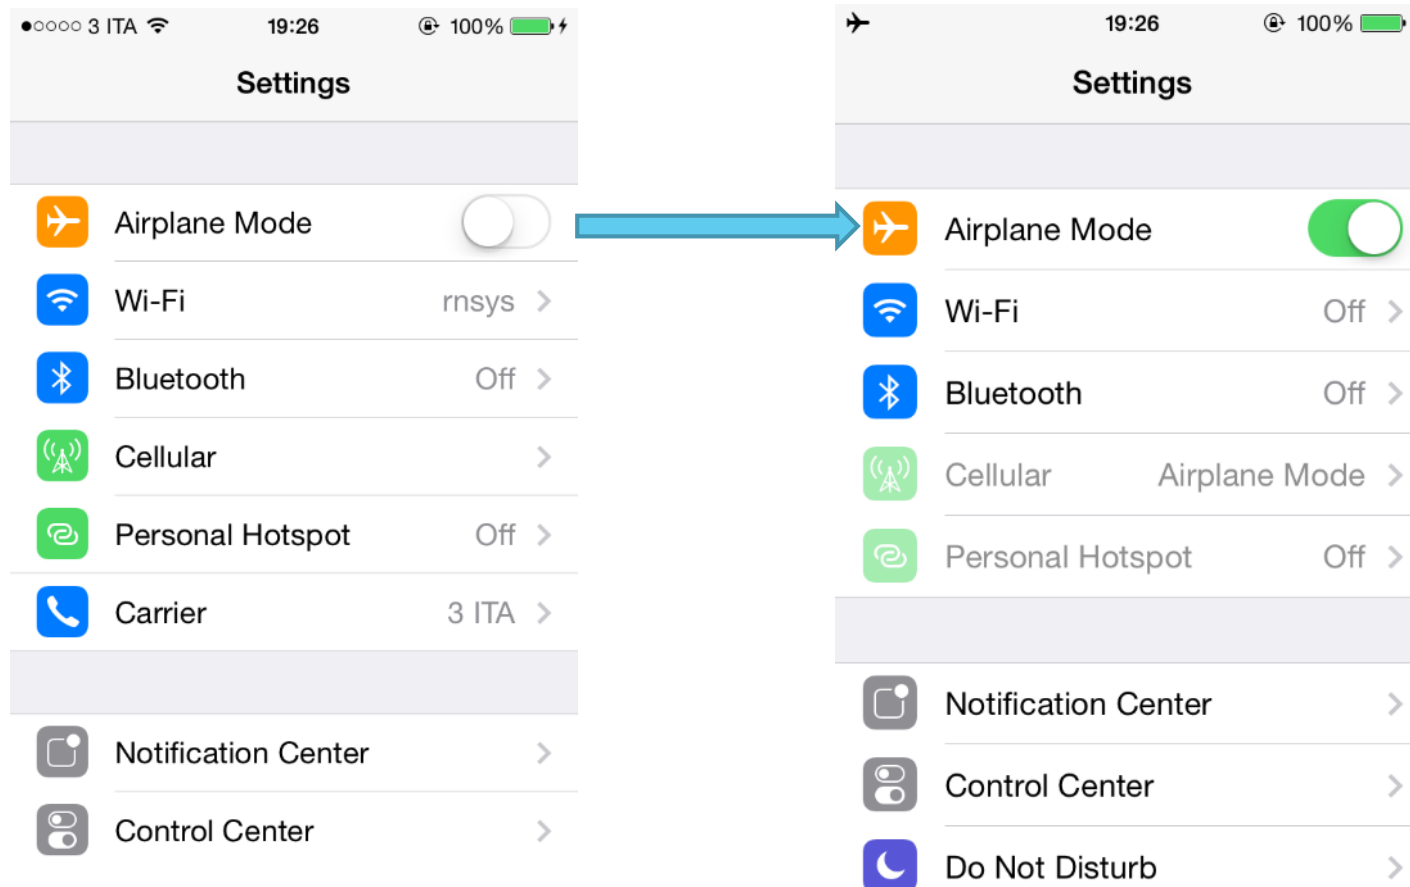 3 ITA 19:26 100%
Settings
Airplane Mode
Wi-Fi rnsys
Bluetooth Off
Cellular
Personal Hotspot Off
Carrier 3 ITA
Notification Center
Control Center
19:26 100%
Settings
Airplane Mode
Wi-Fi Off
Bluetooth Off
Cellular Airplane Mode
Personal Hotspot Off
Notification Center
Control Center
Do Not Disturb